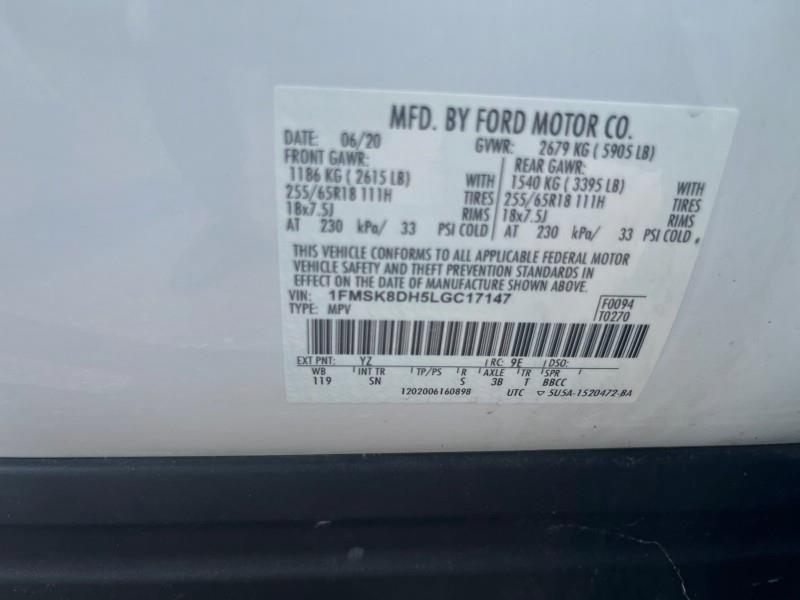 MFD. BY FORD MOTOR CO.
DATE: 06/20 GVWR: 2679 KG ( 5905 LB)
FRONT GAWR: REAR GAWR:
1186 KG ( 2615 LB) WITH 1540 KG ( 3395 LB) WITH
255/65R18 111H TIRES 255/65R18 111H TIRES
18x7.5J RIMS 18x7.5J RIMS
AT 230 kPa/ 33 PSI COLD AT 230 kPa/ 33 PSI COLD.
THIS VEHICLE CONFORMS TO ALL APPLICABLE FEDERAL MOTOR
VEHICLE SAFETY AND THEFT PREVENTION STANDARDS IN
EFFECT ON THE DATE OF MANUFACTURE SHOWN ABOVE.
VIN: 1FMSK8DH5LGC17147 F0094
TYPE: MPV T0270
EXT PNT: YZ RC: 9E DSO:
WB INT TR TP/PS R AXLE TR SPR
119 SN S 3B T BBCC
1202006160898 UTC ▽ 5U5A-1520472-BA